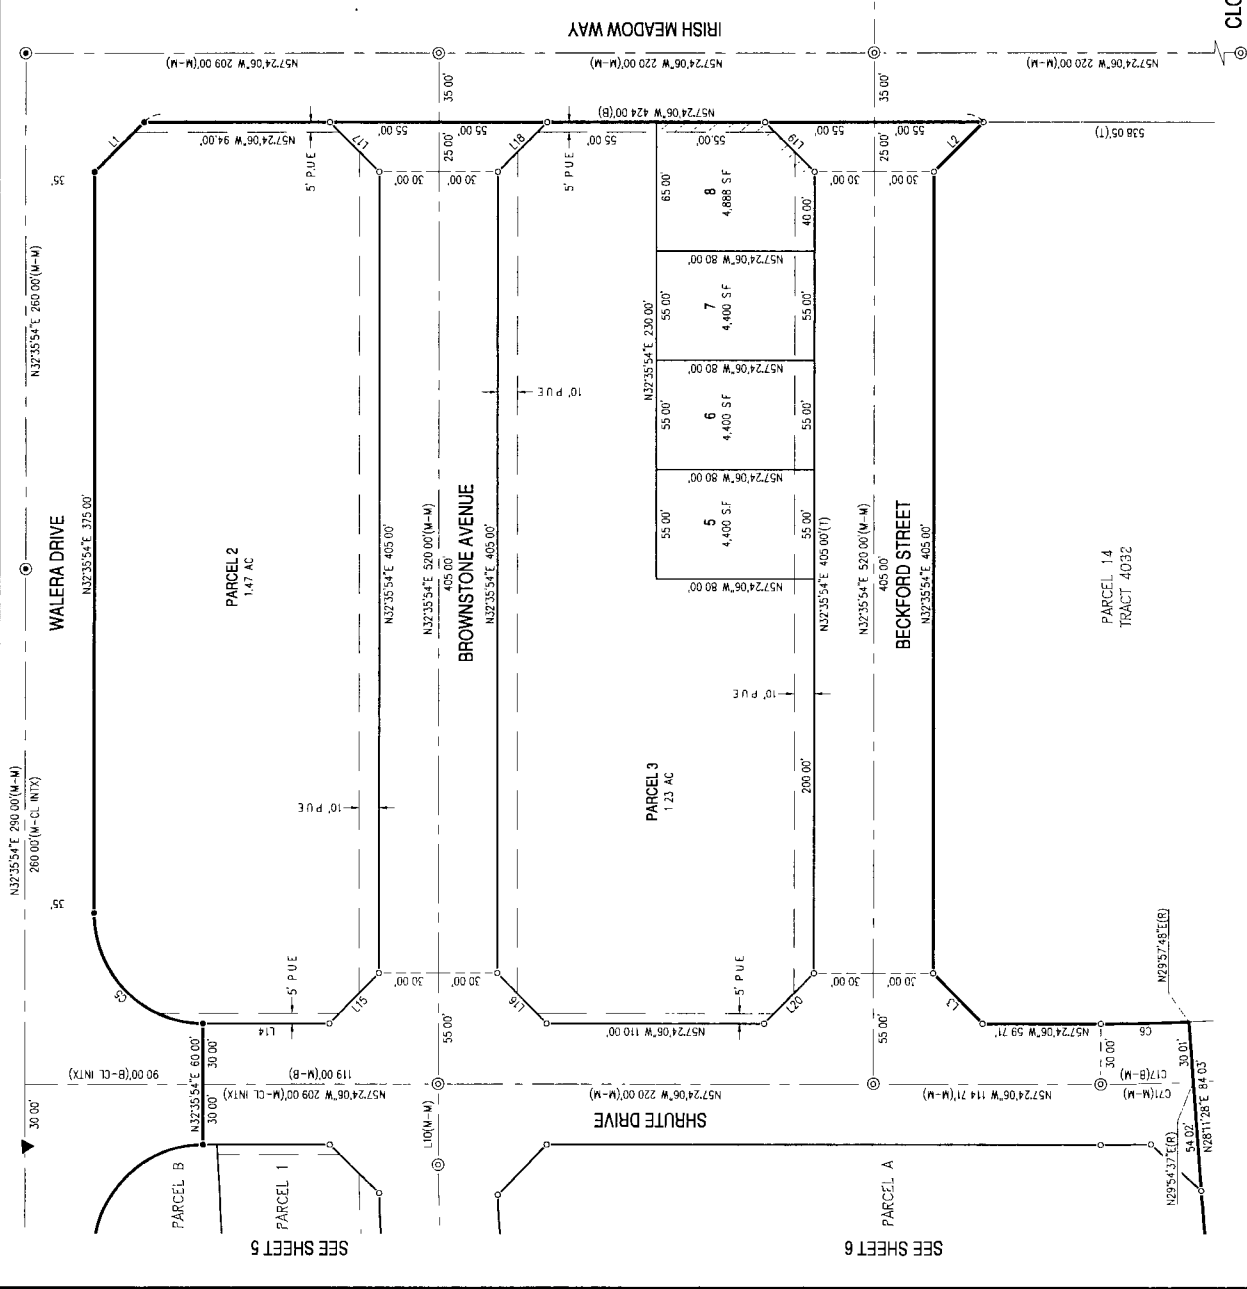 IRISH MEADOW WAY
CLO
N57°24'06"W 209 00'(M-M)
N57°24'06"W 220 00'(M-M)
N57°24'06"W 220 00'(M-M)
35 00'
35 00'
N57°24'06"W 424 00'(B)
538 05'(T)
L1
N57°24'06"W 94.00'
5' P.U.E
L17
55 00'
55 00'
25 00'
L18
5' P U E
55 00'
55.00'
L19
55 00'
55 00'
25 00'
L2
35'
30 00'
30 00'
30 00'
30 00'
65 00'
8
4,888 SF
40 00'
N57°24'06"W 80 00'
N32°35'54"E 260 00'(M-M)
55 00'
7
4,400 SF
55 00'
N32°35'54"E 230 00'
N57°24'06"W 80 00'
10' P U E
55 00'
6
4,400 SF
55 00'
N57°24'06"W 80 00'
55 00'
5
4,400 S.F
55 00'
N57°24'06"W 80 00'
WALERA DRIVE
N32°35'54"E 375 00'
PARCEL 2
1.47 AC
N32°35'54"E 405 00'
N32°35'54"E 520 00'(M-M)
405 00'
BROWNSTONE AVENUE
N32°35'54"E 405 00'
N32°35'54"E 405 00'(T)
N32°35'54"E 520 00'(M-M)
405 00'
BECKFORD STREET
N32°35'54"E 405 00'
PARCEL 14
TRACT 4032
10' P U E
PARCEL 3
1 23 AC
200 00'
10' P U E
N32°35'54"E 290 00'(M-M)
260 00'(M-CL INTX)
35'
C5
5' P U E
L14
L15
30 00'
30 00'
L16
5' P U E
L20
30 00'
30 00'
L3
N29°57'48"E(R)
N57°24'06"W 110 00'
N57°24'06"W 59 71'
C6
55 00'
55 00'
30 00'
30 01'
90 00'(B-CL INTX)
N32°35'54"E 60 00'
30 00'
30 00'
119 00'(M-B)
N57°24'06"W 209 00'(M-CL INTX)
N57°24'06"W 220 00'(M-M)
N57°24'06"W 114 71'(M-M)
C17(B-M)
C71(M-M)
30 00'
L10(M-M)
SHRUTE DRIVE
54 02'
N28°11'28"E 84 03'
N29°54'37"E(R)
PARCEL B
PARCEL 1
PARCEL A
SEE SHEET 5
SEE SHEET 6